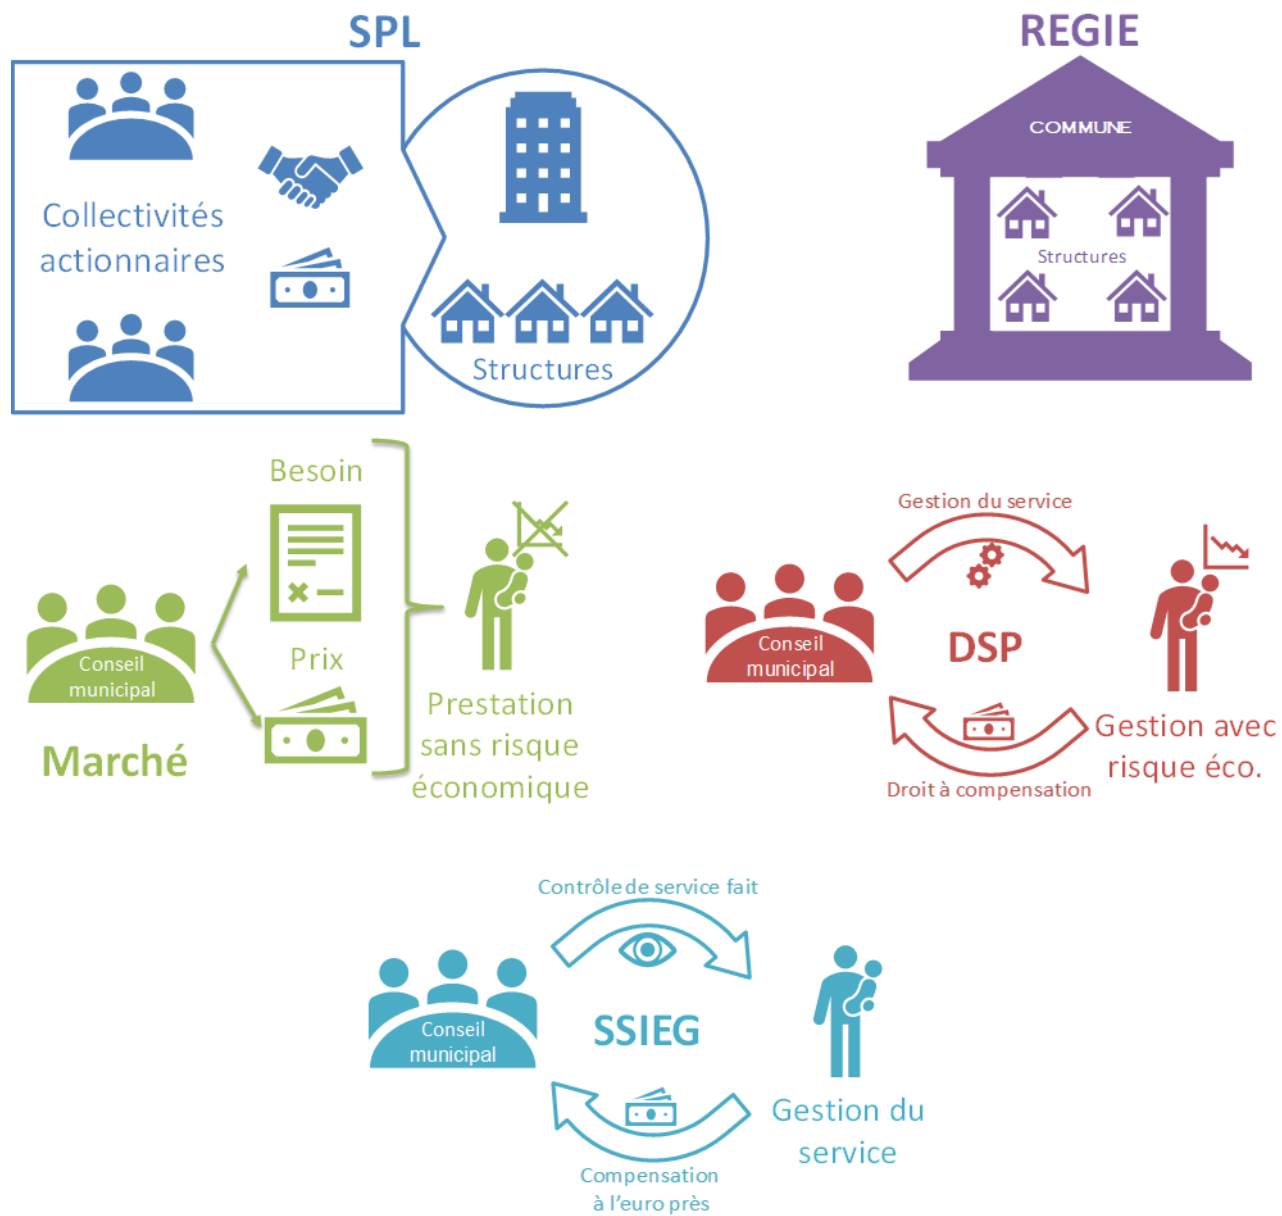 SPL
Collectivités
actionnaires
Structures
REGIE
COMMUNE
Structures
Besoin
Prix
Conseil
municipal
Marché
Prestation
sans risque
économique
Gestion du service
Conseil
municipal
DSP
Droit à compensation
Gestion avec
risque éco.
Contrôle de service fait
Conseil
municipal
SSIEG
Compensation
à l'euro près
Gestion du
service